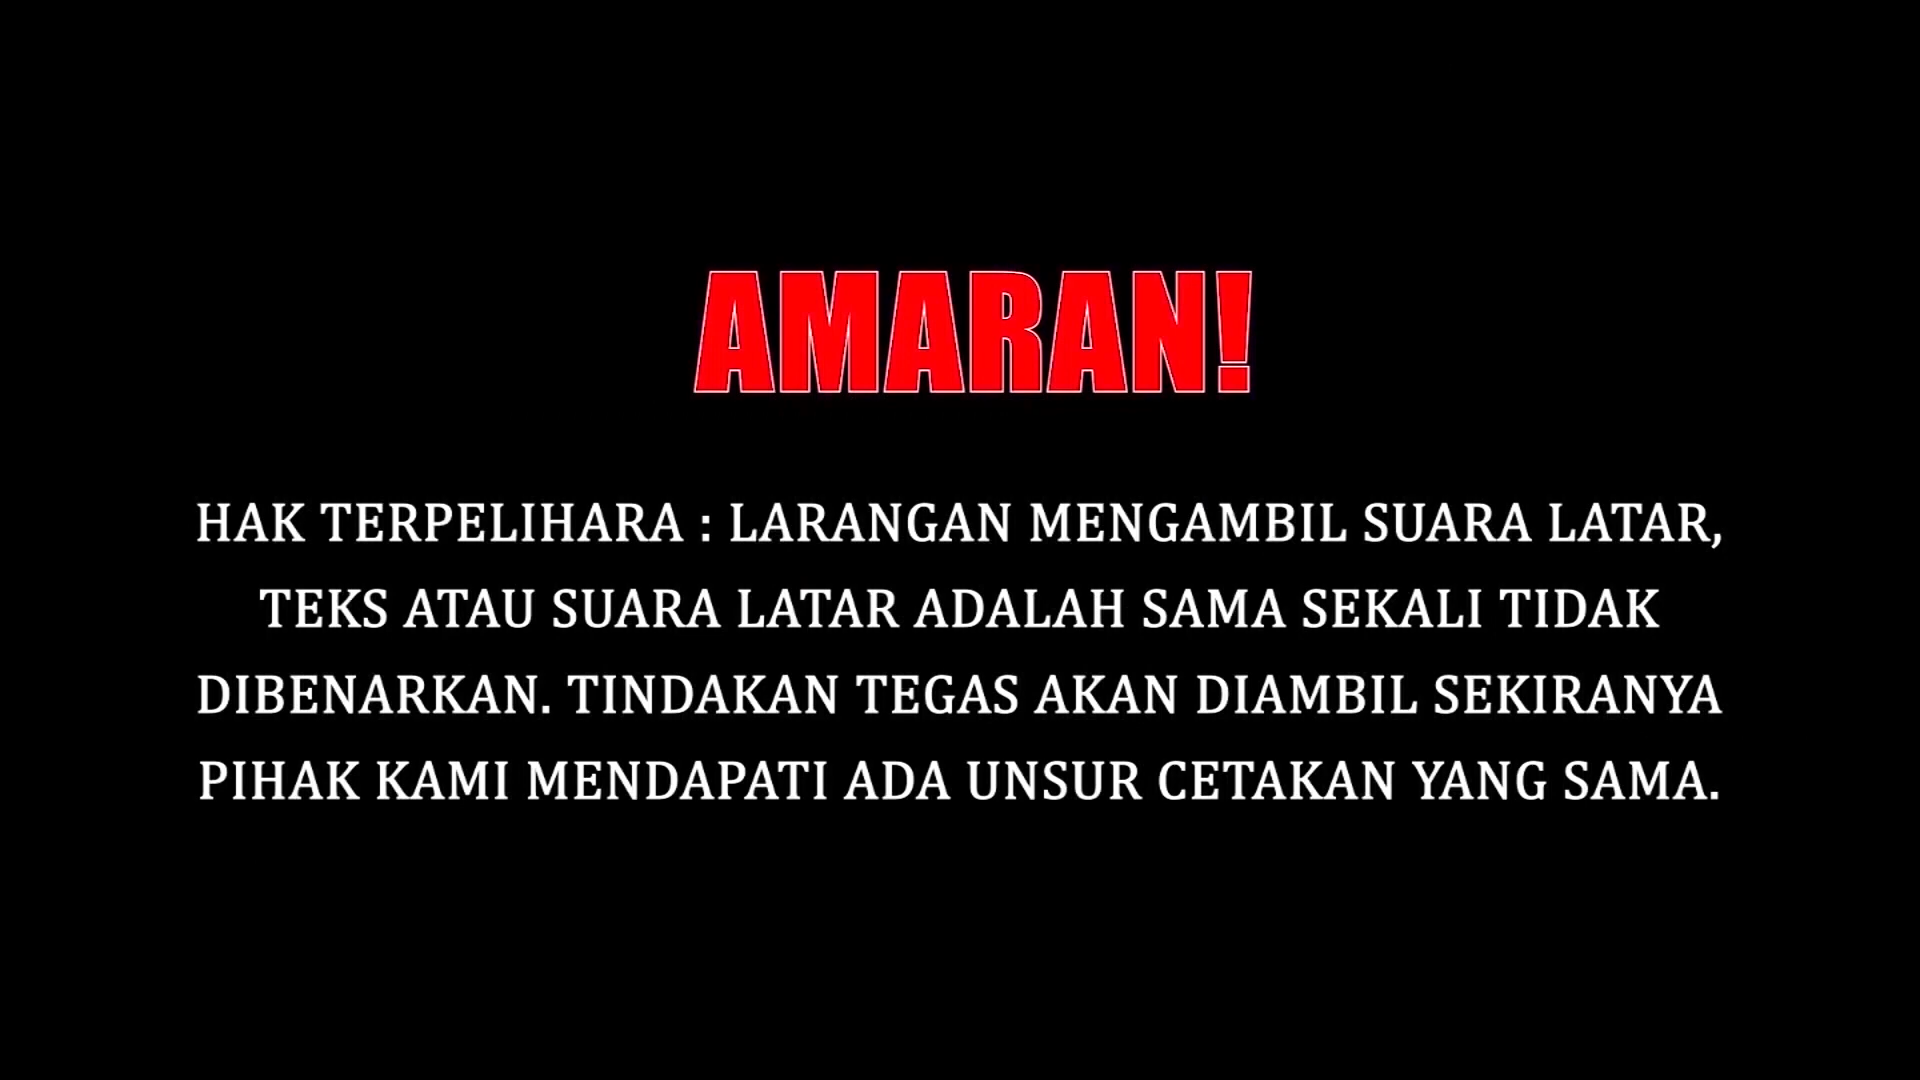 AMARAN!
HAK TERPELIHARA : LARANGAN MENGAMBIL SUARA LATAR,
TEKS ATAU SUARA LATAR ADALAH SAMA SEKALI TIDAK
DIBENARKAN. TINDAKAN TEGAS AKAN DIAMBIL SEKIRANYA
PIHAK KAMI MENDAPATI ADA UNSUR CETAKAN YANG SAMA.